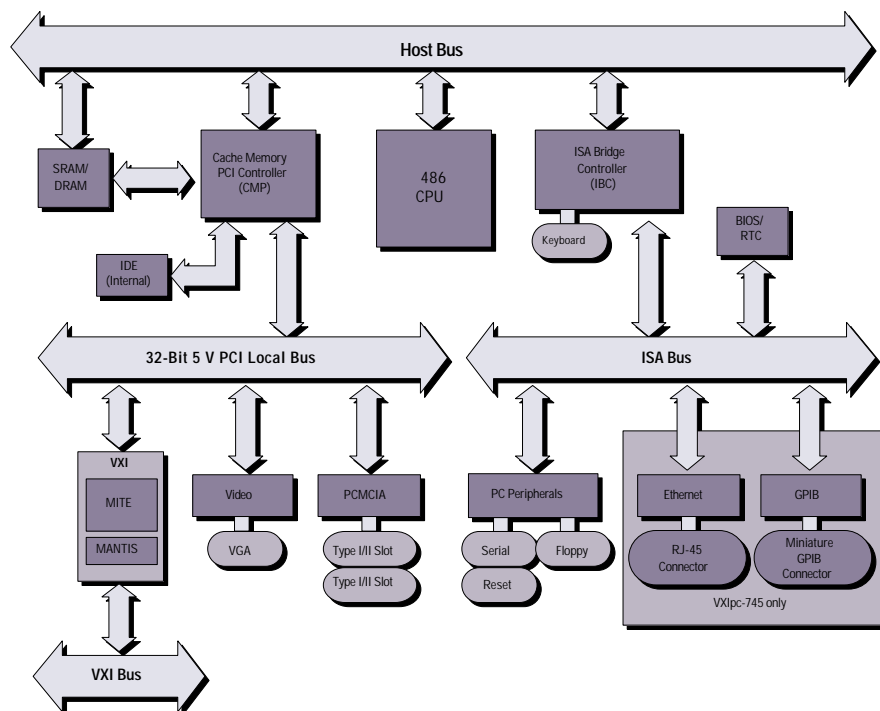 Host Bus
SRAM/
DRAM
Cache Memory
PCI Controller
(CMP)
486
CPU
ISA Bridge
Controller
(IBC)
Keyboard
BIOS/
RTC
IDE
(Internal)
32-Bit 5 V PCI Local Bus
ISA Bus
VXI
MITE
MANTIS
Video
VGA
PCMCIA
Type I/II Slot
Type I/II Slot
PC Peripherals
Serial
Floppy
Reset
Ethernet
RJ-45
Connector
GPIB
Miniature
GPIB
Connector
VXIpc-745 only
VXI Bus